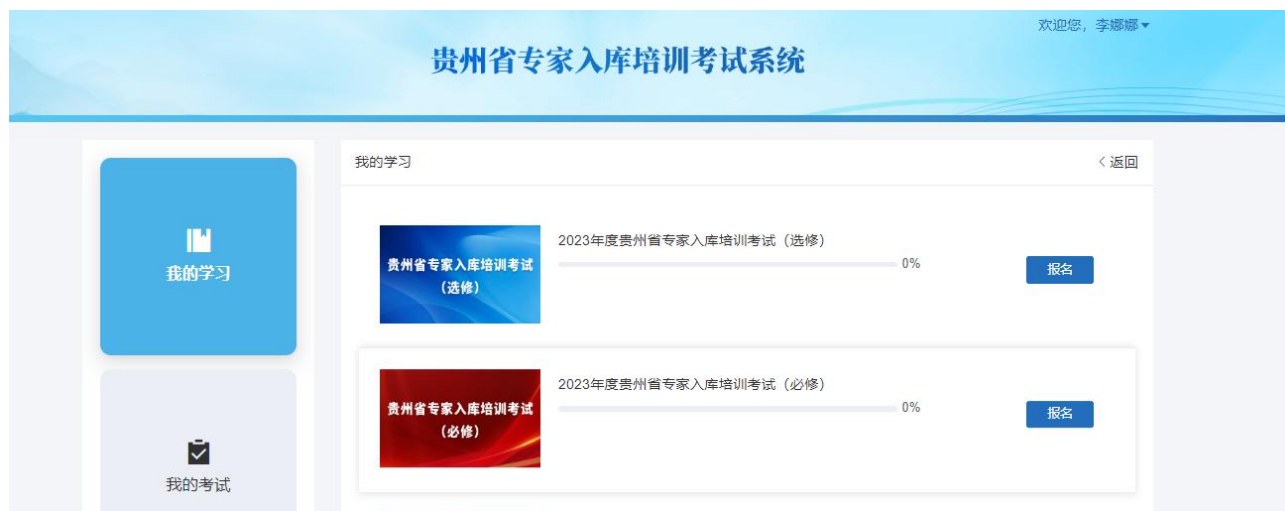 欢迎您，李娜娜
贵州省专家入库培训考试系统
我的学习
我的考试
我的学习
返回
贵州省专家入库培训考试
（选修）
2023年度贵州省专家入库培训考试（选修）
0%
报名
贵州省专家入库培训考试
（必修）
2023年度贵州省专家入库培训考试（必修）
0%
报名